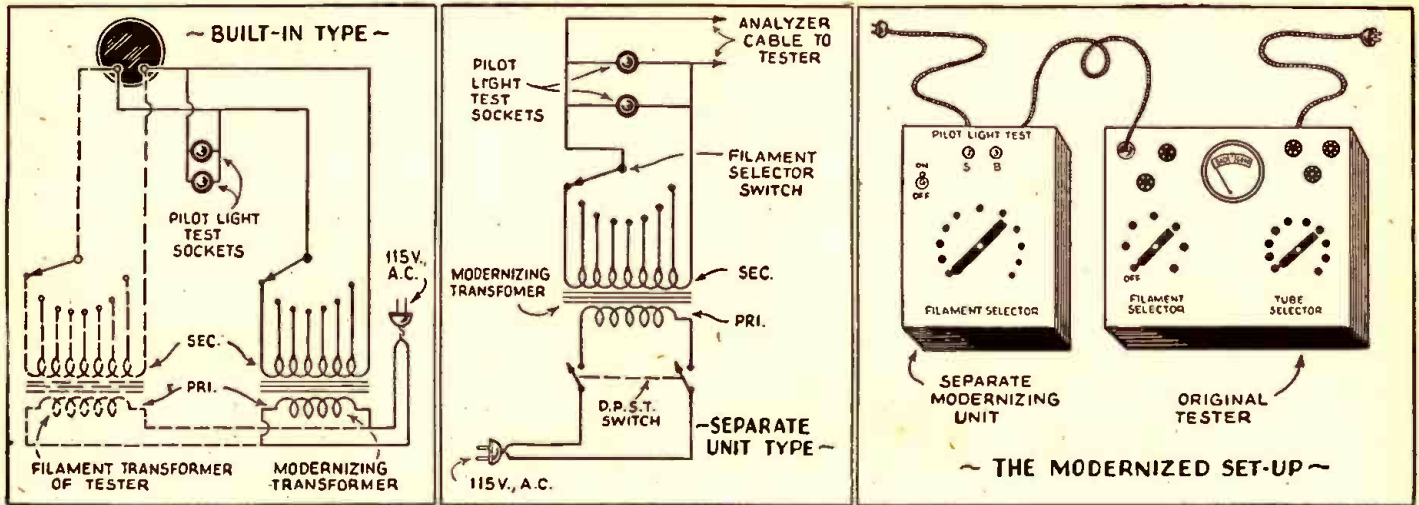 ~ BUILT-IN TYPE ~
PILOT LIGHT
TEST
SOCKETS
115V.,
A.C.
SEC.
PRI.
FILAMENT TRANSFORMER
OF TESTER
MODERNIZING
TRANSFORMER
ANALYZER
CABLE TO
TESTER
PILOT
LIGHT
TEST
SOCKETS
FILAMENT
SELECTOR
SWITCH
MODERNIZING
TRANSFOMER
SEC.
PRI.
D.P.S.T.
SWITCH
~SEPARATE
UNIT TYPE~
115V., A.C.
PILOT LIGHT TEST
S B
ON
OFF
FILAMENT SELECTOR
OFF
FILAMENT
SELECTOR
TUBE
SELECTOR
SEPARATE
MODERNIZING
UNIT
ORIGINAL
TESTER
~ THE MODERNIZED SET-UP ~